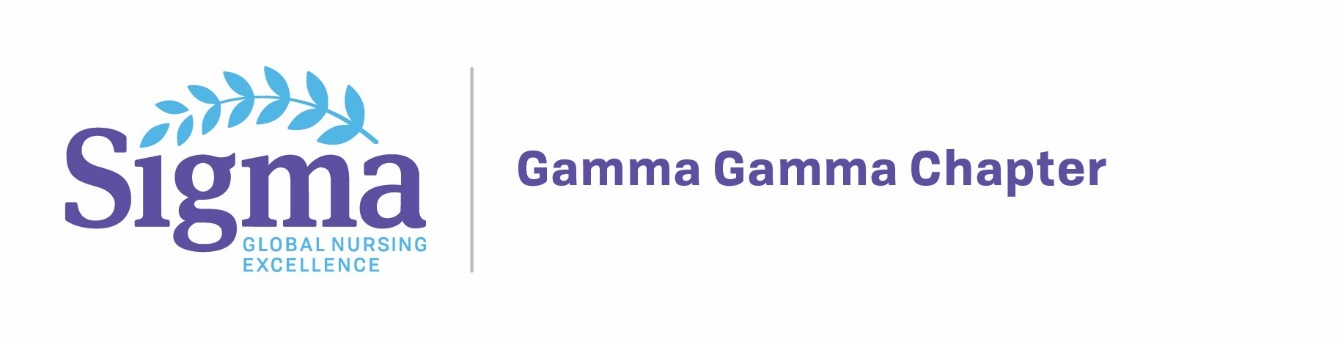 Sigma
GLOBAL NURSING
EXCELLENCE
Gamma Gamma Chapter